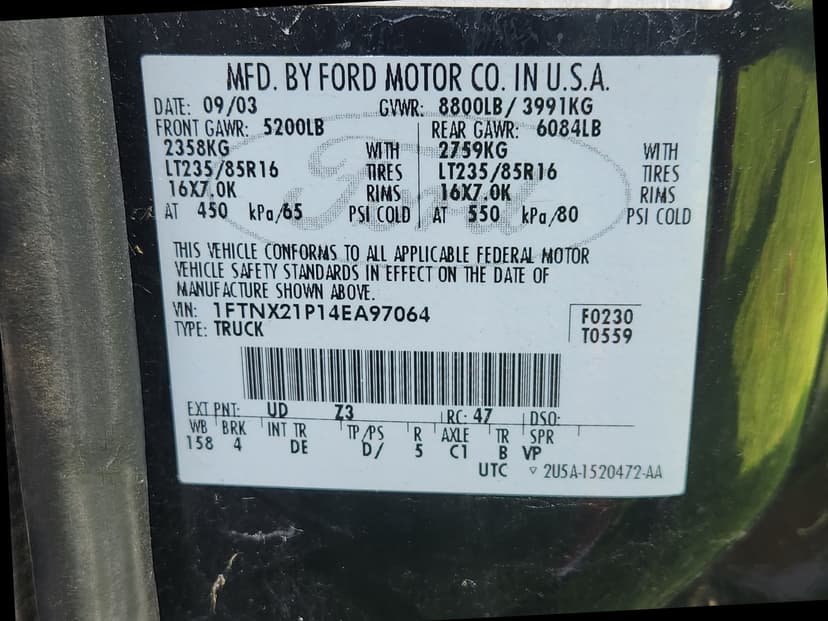 MFD. BY FORD MOTOR CO. IN U.S.A.
DATE: 09/03 GVWR: 8800LB / 3991KG
FRONT GAWR: 5200LB REAR GAWR: 6084LB
2358KG WITH 2759KG WITH
LT235/85R16 TIRES LT235/85R16 TIRES
16X7.0K RIMS 16X7.0K RIMS
AT 450 kPa/65 PSI COLD AT 550 kPa/80 PSI COLD
Ford
THIS VEHICLE CONFORMS TO ALL APPLICABLE FEDERAL MOTOR
VEHICLE SAFETY STANDARDS IN EFFECT ON THE DATE OF
MANUFACTURE SHOWN ABOVE.
VIN: 1FTNX21P14EA97064 F0230
TYPE: TRUCK T0559
EXT PNT: UD Z3 RC: 47 DSO:
WB BRK INT TR TP/PS R AXLE TR SPR
158 4 DE D/ 5 C1 B VP
UTC ▽ 2U5A-1520472-AA